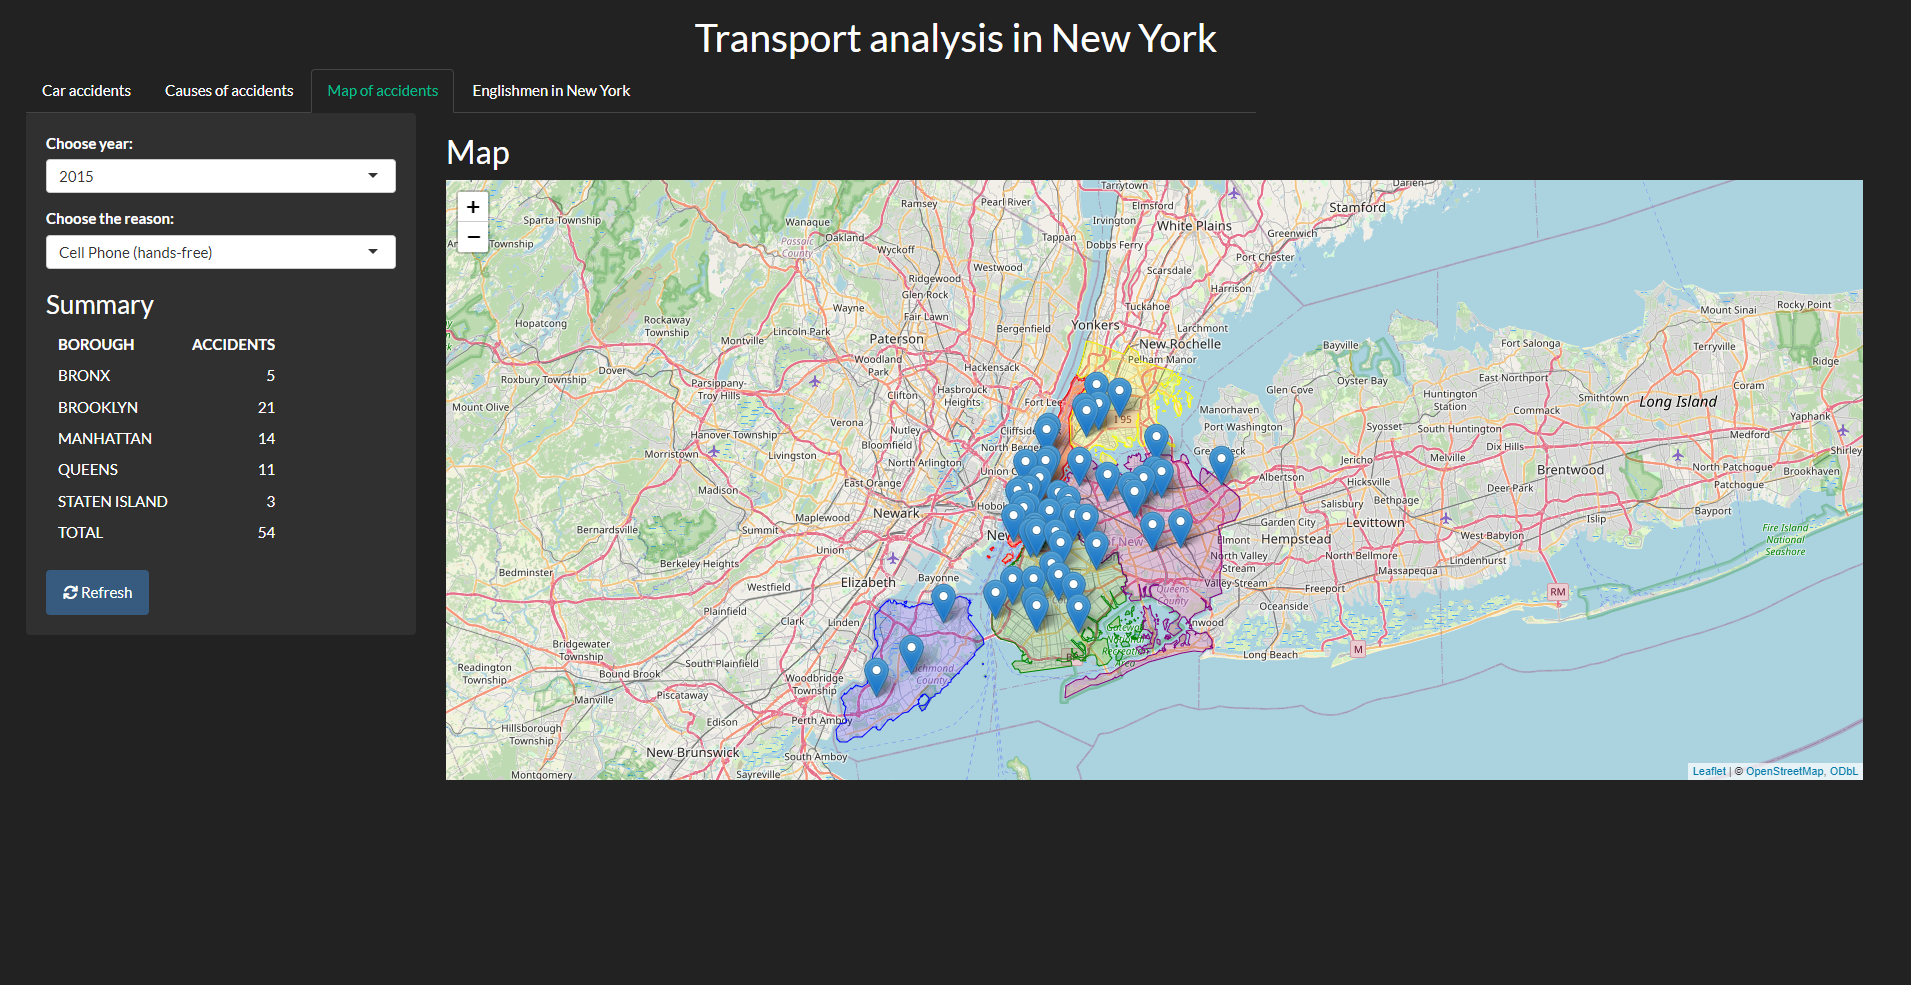 Transport analysis in New York
Car accidents
Causes of accidents
Map of accidents
Englishmen in New York
Choose year:
2015
Choose the reason:
Cell Phone (hands-free)
Summary
BOROUGH ACCIDENTS
BRONX 5
BROOKLYN 21
MANHATTAN 14
QUEENS 11
STATEN ISLAND 3
TOTAL 54
Refresh
Map
+
−
Tarrytown
Darien
Ramsey
Pearl River
Elmsford
Stamford
Sparta Township
Wanaque
Irvington
White Plains
Township
Passaic
County
Oakland
Tappan
Dobbs Ferry
Greenwich
Wyckoff
Port Chester
Westwood
Scarsdale
Ridgewood
Harrison
Glen Rock
Tuckahoe
Rocky Point
Wayne
Fair Lawn
Mount Sinai
Hopatcong
Rockaway
Township
Lincoln Park
Bergenfield
Yonkers
Larchmont
Montville
Paterson
New Rochelle
Bayville
Fort Salonga
Terryville
Woodland
Park
Pelham Manor
Ridge
Dover
Hackensack
Roxbury Township
Parsippany-
Troy Hills
Hasbrouck
Heights
Glen Cove
Oyster Bay
East Northport
Coram
Clifton
Huntington
Station
Smithtown
Long Island
Mount Olive
Fort Lee
Manorhaven
Commack
Yaphank
Verona
Nutley
I 95
Port Washington
Syosset
South Huntington
Hanover Township
Cliffside
Medford
Bloomfield
Dix Hills
Shirley
Morristown
Livingston
North Arlington
North Bergen
Jericho
Melville
Brentwood
North Patchogue
Brookhaven
Union C
Albertson
Hicksville
Deer Park
Patchogue
Madison
East Orange
Salisbury
Bethpage
Hobok
Bayport
Maplewood
Newark
Garden City
Levittown
Islip
Bernardsville
Summit
Fire Island
National
Seashore
New
of New
k
Elmont
Hempstead
West Babylon
Union
North Valley
Stream
North Bellmore
Lindenhurst
Berkeley Heights
Massapequa
Bedminster
Elizabeth
Bayonne
Valley Stream
Freeport
RM
Westfield
Queens
County
Oceanside
Plainfield
Clark
Linden
nwood
Gateway
National
Recreation
Area
Bridgewater
Township
M
Long Beach
South Plainfield
Readington
Township
Bound Brook
Woodbridge
Township
Richmond
County
Piscataway
Manville
Edison
Perth Amboy
Hillsborough
Township
New Brunswick
South Amboy
Montgomery
Sayreville
Leaflet | © OpenStreetMap, ODbL